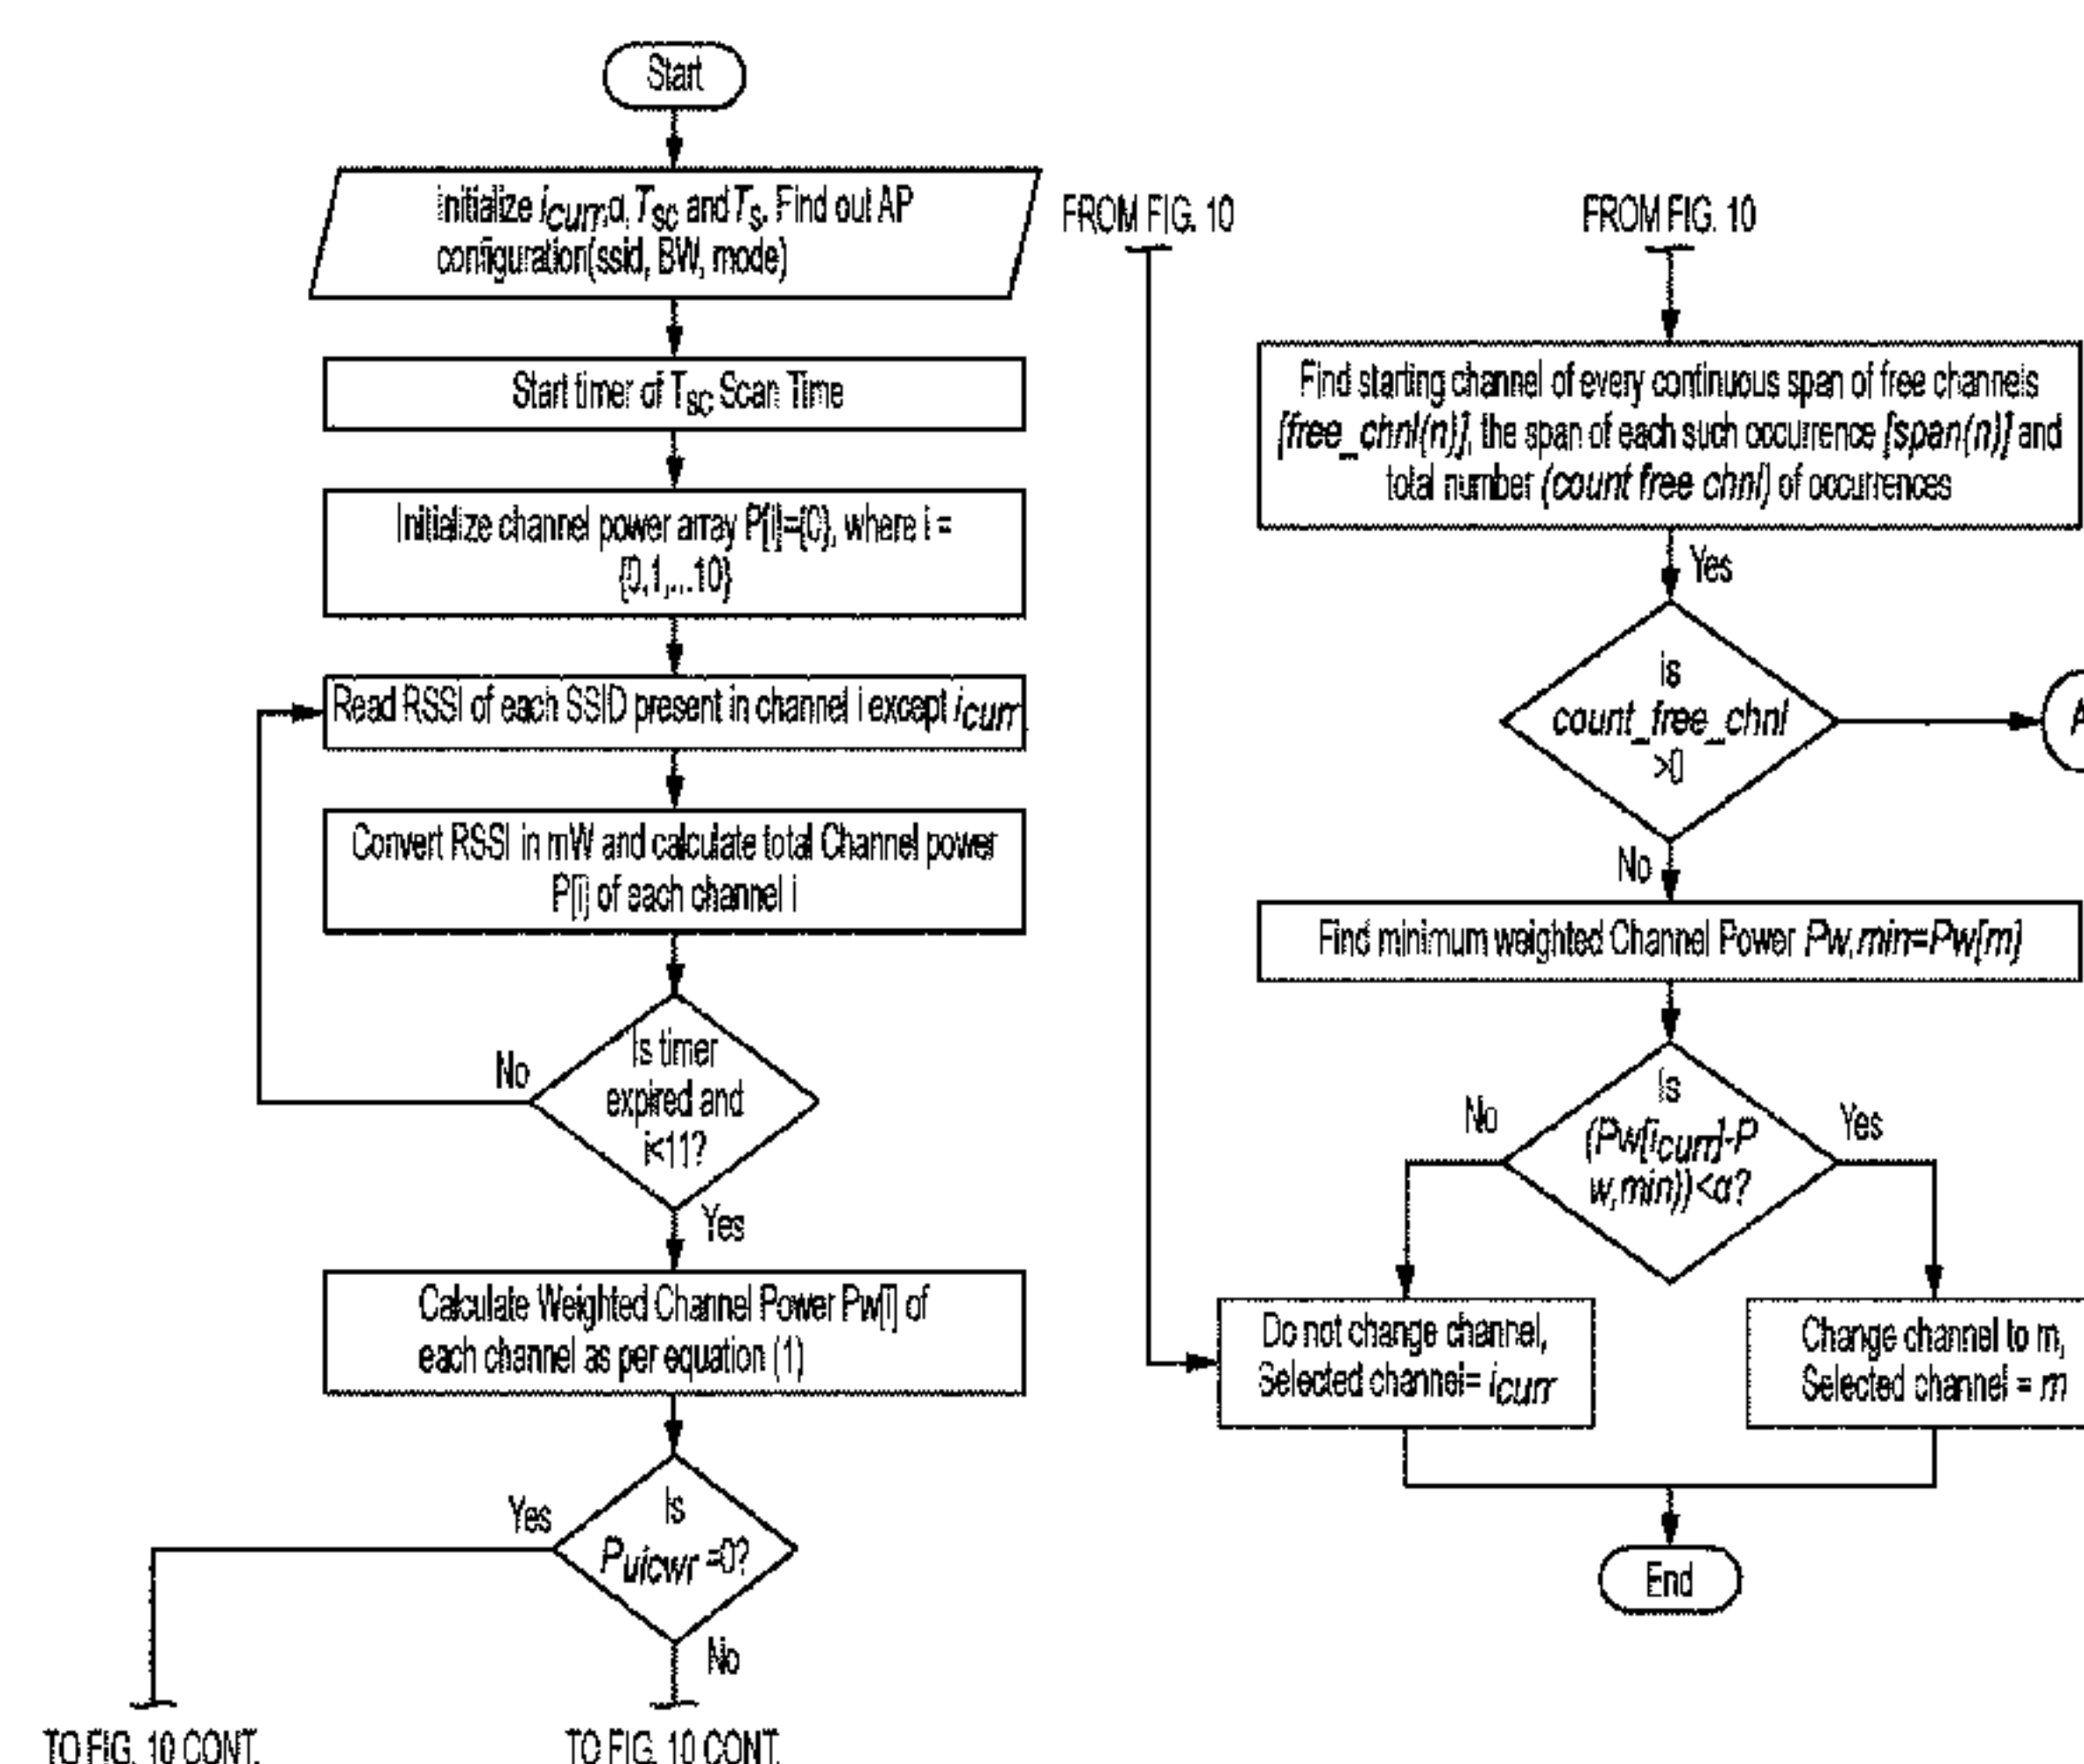 Start
Initialize icurr,α, Tsc and Ts. Find out AP
configuration(ssid, BW, mode)
Start timer of Tsc Scan Time
Initialize channel power array P[i]={0}, where i =
{0,1,...10}
Read RSSI of each SSID present in channel i except icurr
Convert RSSI in mW and calculate total Channel power
P[i] of each channel i
Is timer
expired and
i<11?
No
Yes
Calculate Weighted Channel Power Pw[i] of
each channel as per equation (1)
Is
Puicwr =0?
Yes
No
TO FIG. 10 CONT.
TO FIG. 10 CONT.
FROM FIG. 10
FROM FIG. 10
Find starting channel of every continuous span of free channels
[free_chnl(n)], the span of each such occurrence [span(n)] and
total number (count free chnl) of occurrences
Yes
is
count_free_chnl
>0
A
No
Find minimum weighted Channel Power Pw,min=Pw[m]
Is
(Pw[icurr]-P
w,min))<α?
No
Yes
Do not change channel,
Selected channel= icurr
Change channel to m,
Selected channel = m
End